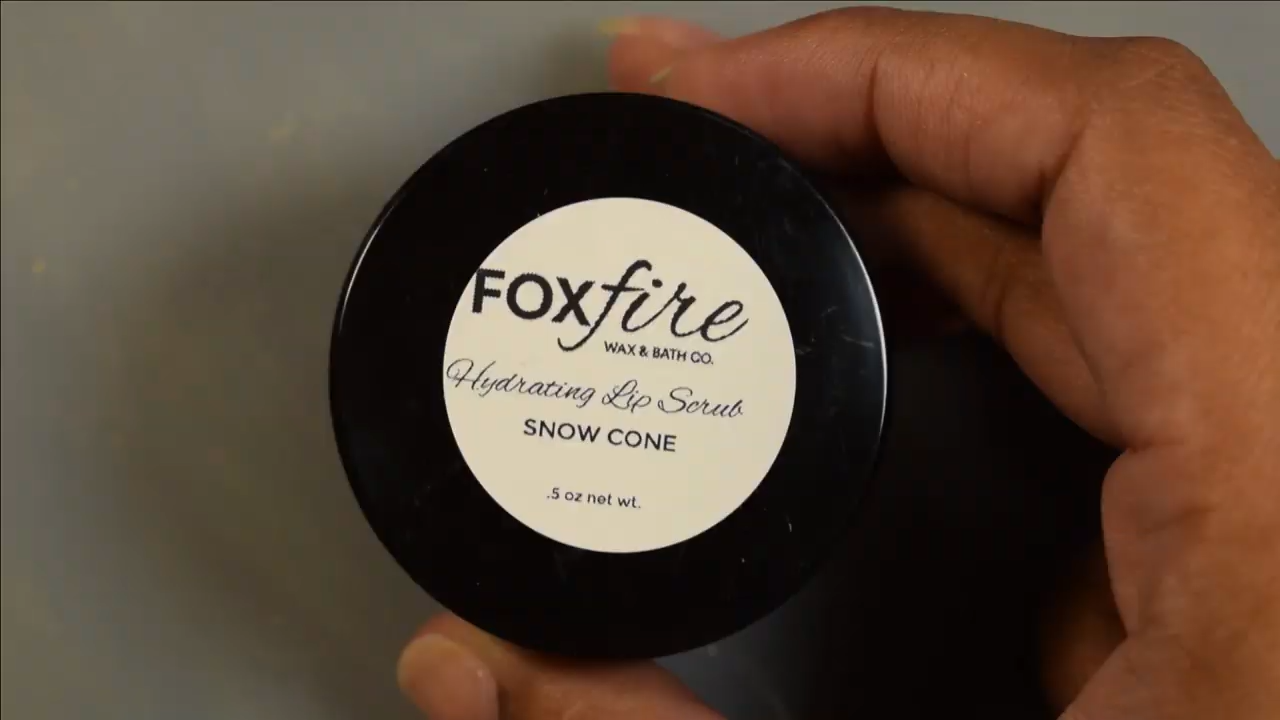 FOXfire
WAX & BATH CO.
Hydrating Lip Scrub
SNOW CONE
.5 oz net wt.